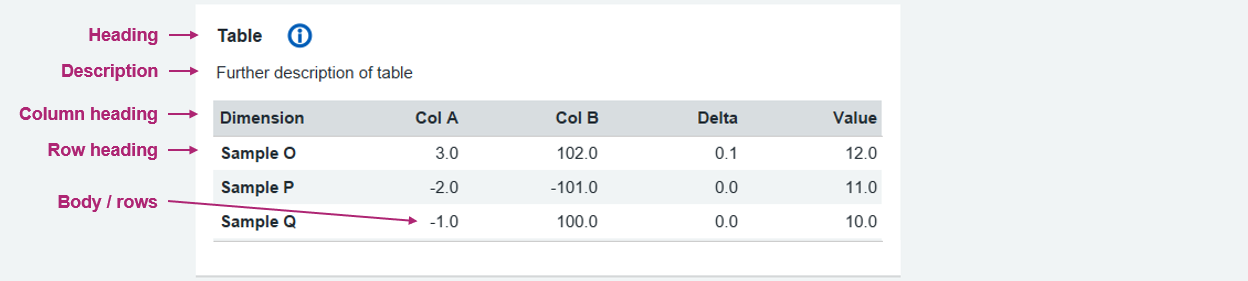 Heading Table
Description Further description of table
Column heading Dimension Col A Col B Delta Value
Row heading Sample O 3.0 102.0 0.1 12.0
Sample P -2.0 -101.0 0.0 11.0
Body / rows Sample Q -1.0 100.0 0.0 10.0